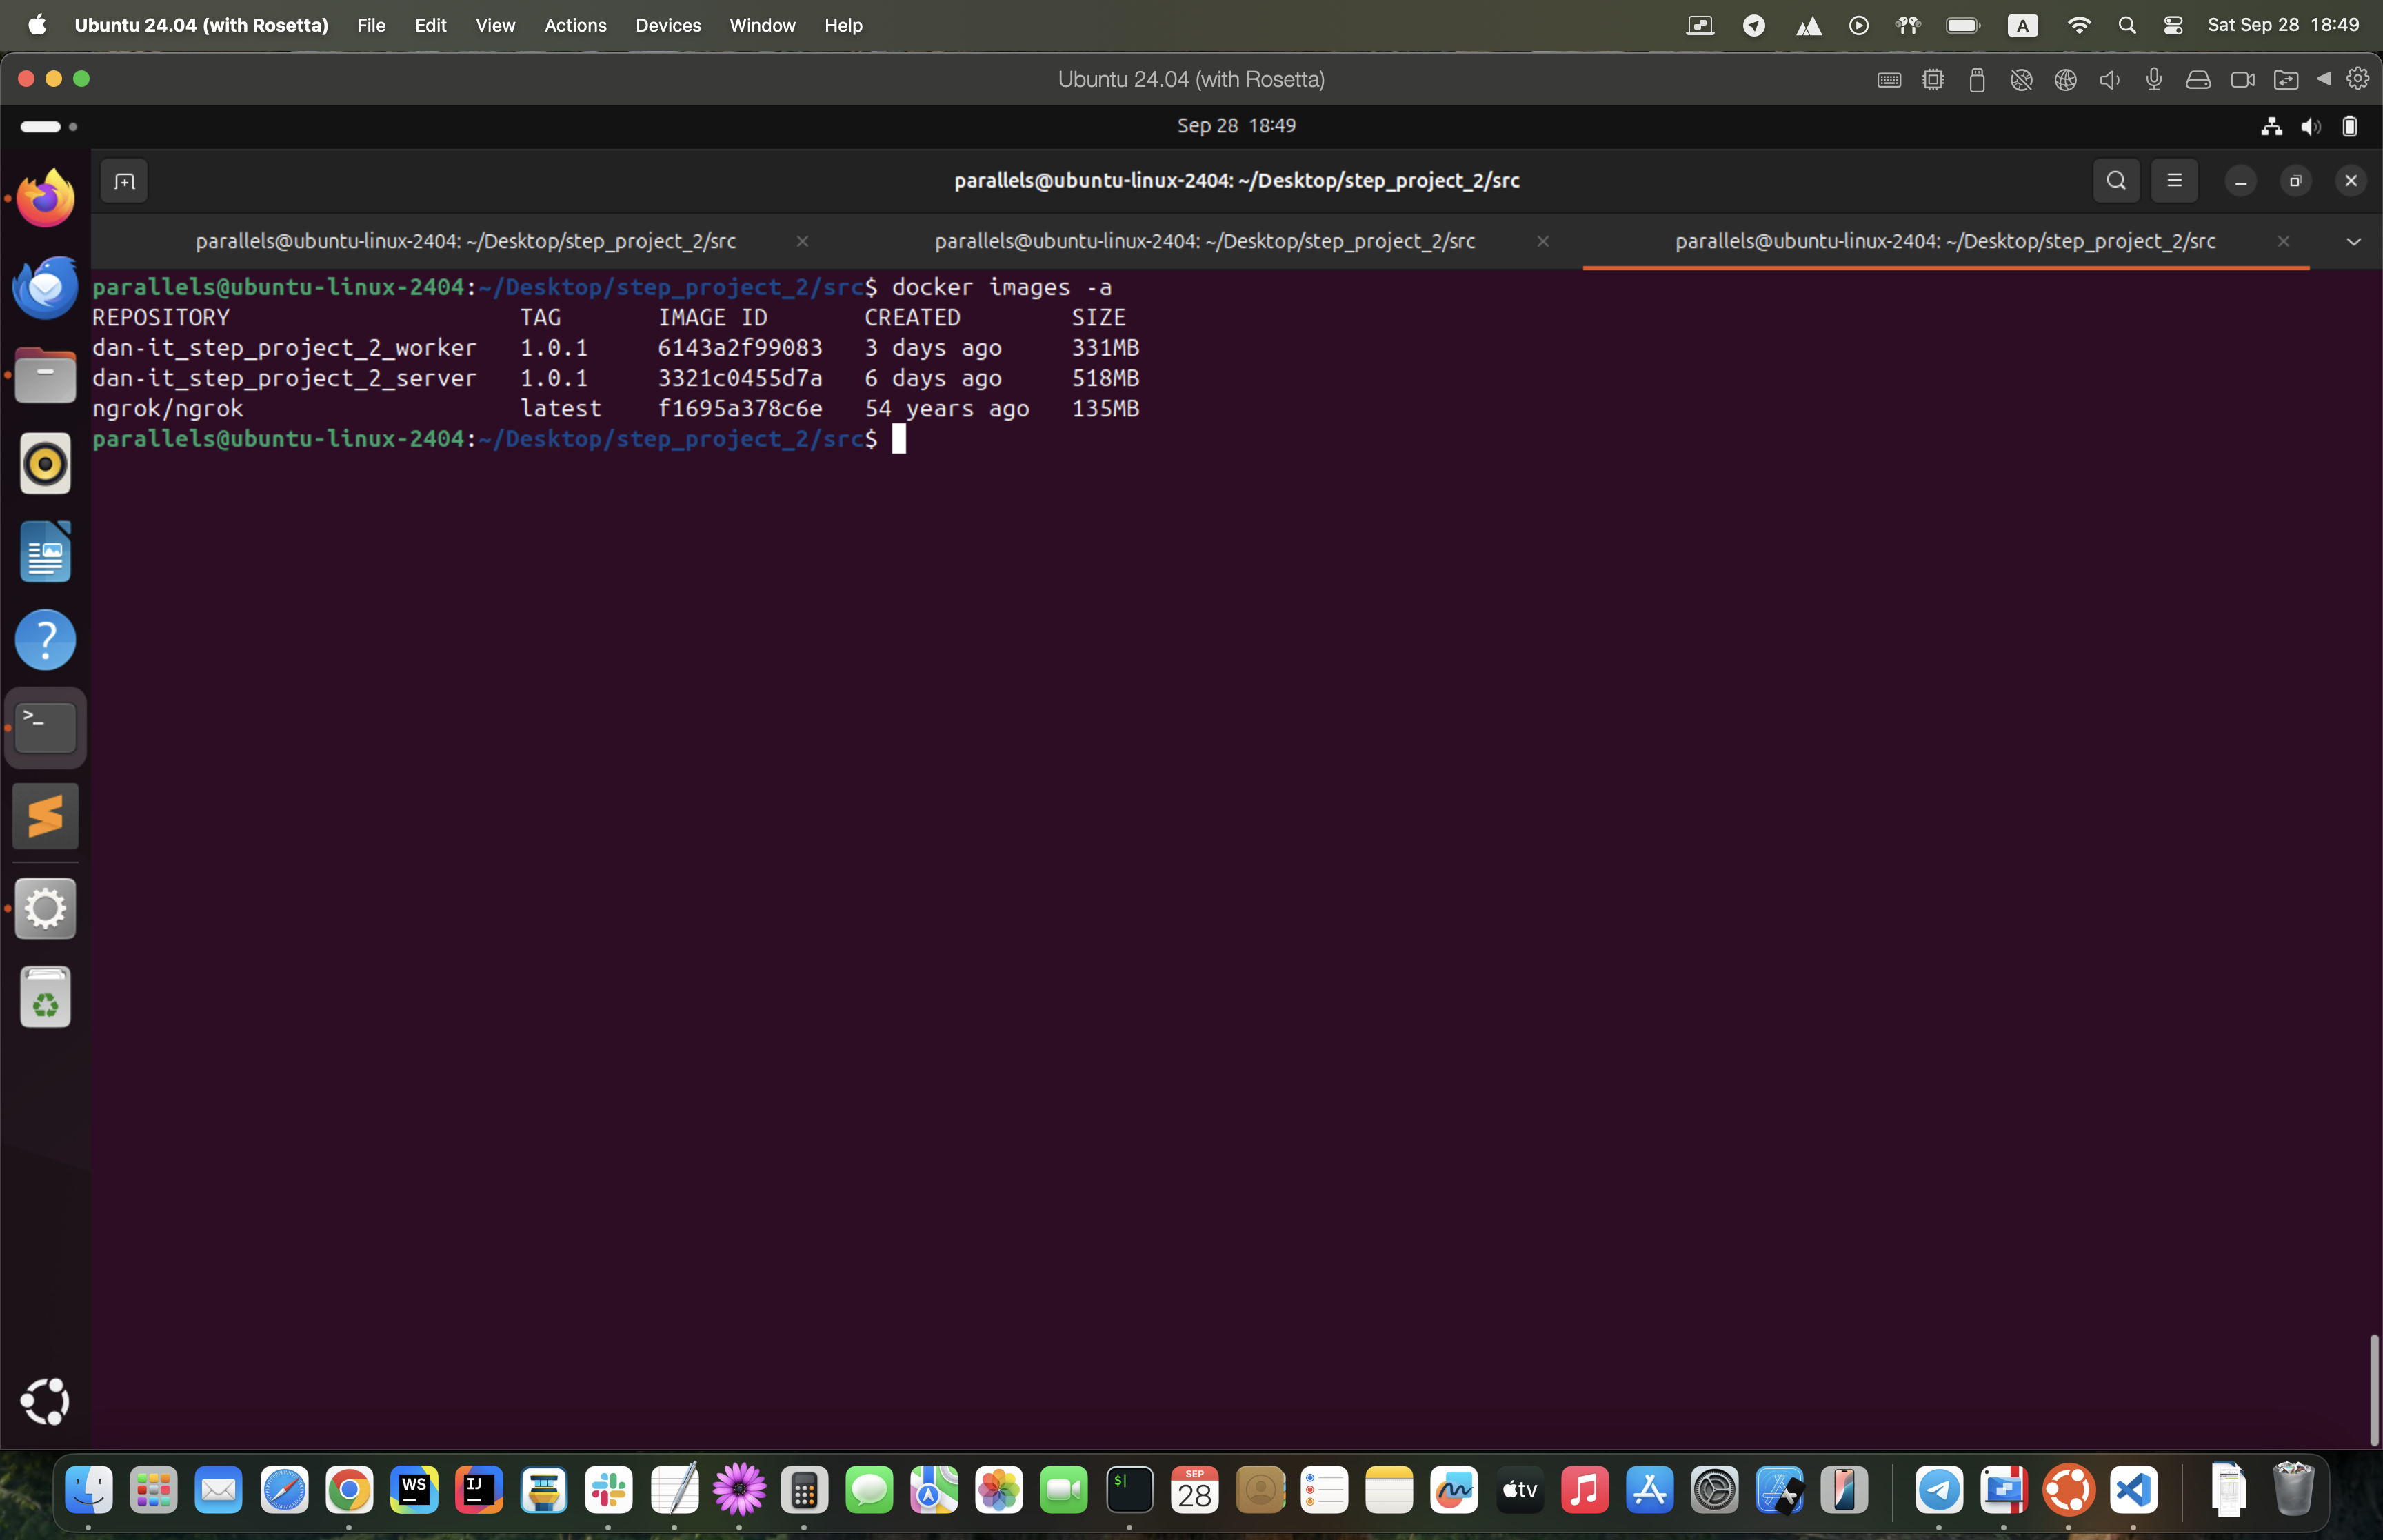 Ubuntu 24.04 (with Rosetta) File Edit View Actions Devices Window Help A Sat Sep 28 18:49
Ubuntu 24.04 (with Rosetta)
Sep 28 18:49
parallels@ubuntu-linux-2404: ~/Desktop/step_project_2/src
parallels@ubuntu-linux-2404: ~/Desktop/step_project_2/src × parallels@ubuntu-linux-2404: ~/Desktop/step_project_2/src × parallels@ubuntu-linux-2404: ~/Desktop/step_project_2/src ×
parallels@ubuntu-linux-2404:~/Desktop/step_project_2/src$ docker images -a
REPOSITORY TAG IMAGE ID CREATED SIZE
dan-it_step_project_2_worker 1.0.1 6143a2f99083 3 days ago 331MB
dan-it_step_project_2_server 1.0.1 3321c0455d7a 6 days ago 518MB
ngrok/ngrok latest f1695a378c6e 54 years ago 135MB
parallels@ubuntu-linux-2404:~/Desktop/step_project_2/src$
?
>_
WS IJ $ SEP 28 tv